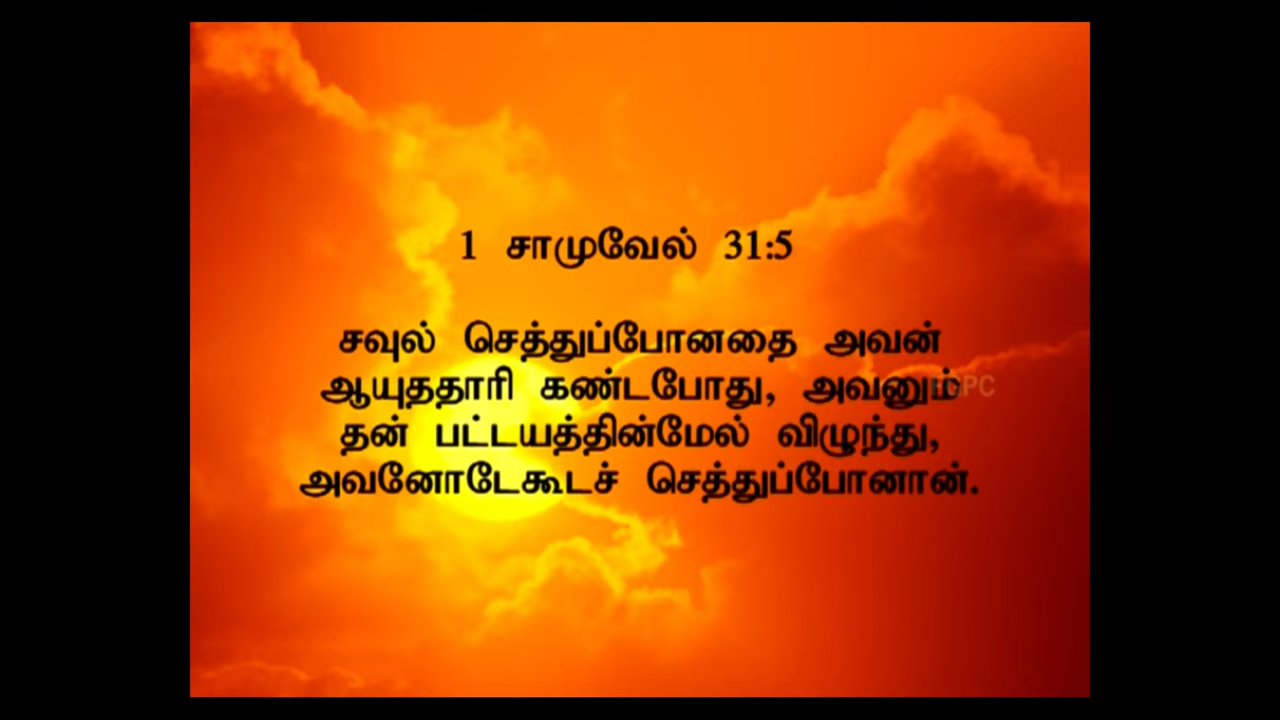 1 சாமுவேல் 31:5
சவுல் செத்துப்போனதை அவன்
ஆயுததாரி கண்டபோது, அவனும்
தன் பட்டயத்தின்மேல் விழுந்து,
அவனோடேகூடச் செத்துப்போனான்.